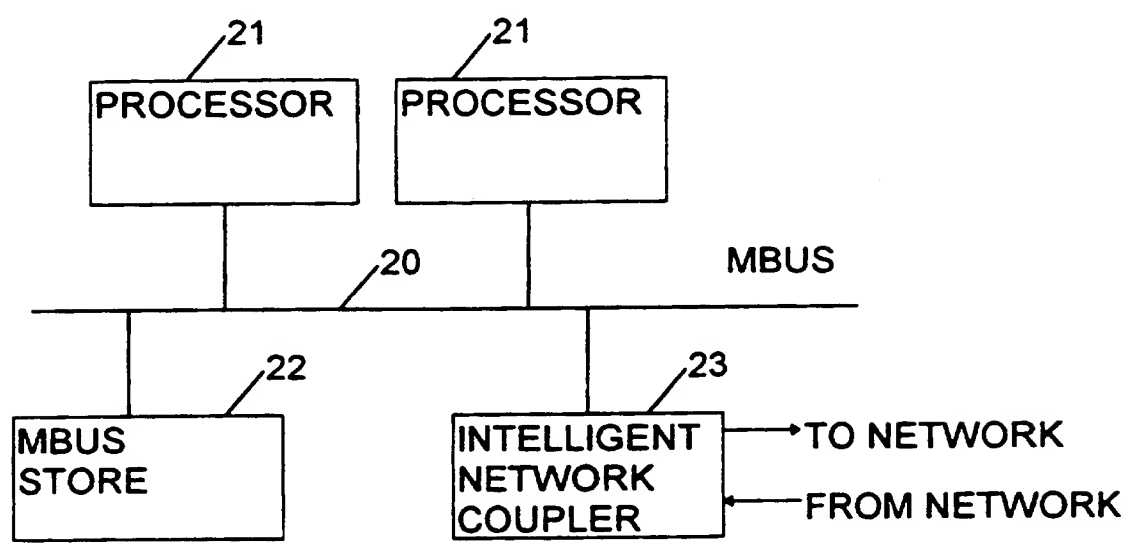 21
21
PROCESSOR
PROCESSOR
20
MBUS
22
23
MBUS
STORE
INTELLIGENT
NETWORK
COUPLER
TO NETWORK
FROM NETWORK